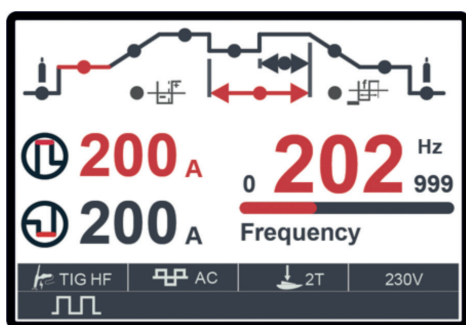 200 A
Hz
0 202 999
200 A
Frequency
TIG HF AC 2T 230V